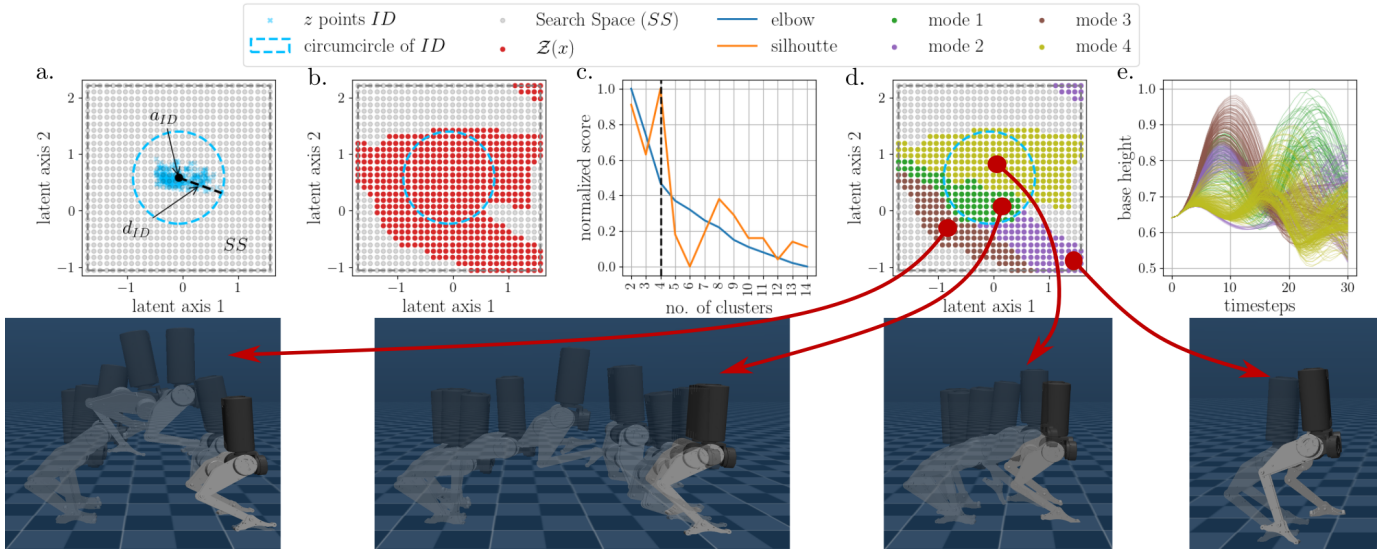 z points ID
circumcircle of ID
Search Space (SS)
Z(x)
elbow
silhoutte
mode 1
mode 2
mode 3
mode 4
a.
2
1
0
−1
−1
0
1
latent axis 2
latent axis 1
a_ID
d_ID
SS
b.
2
1
0
−1
−1
0
1
latent axis 2
latent axis 1
c.
1.0
0.8
0.6
0.4
0.2
0.0
normalized score
2
3
4
5
6
7
8
9
10
11
12
13
14
no. of clusters
d.
2
1
0
−1
−1
0
1
latent axis 2
latent axis 1
e.
1.0
0.9
0.8
0.7
0.6
0.5
base height
0
10
20
30
timesteps